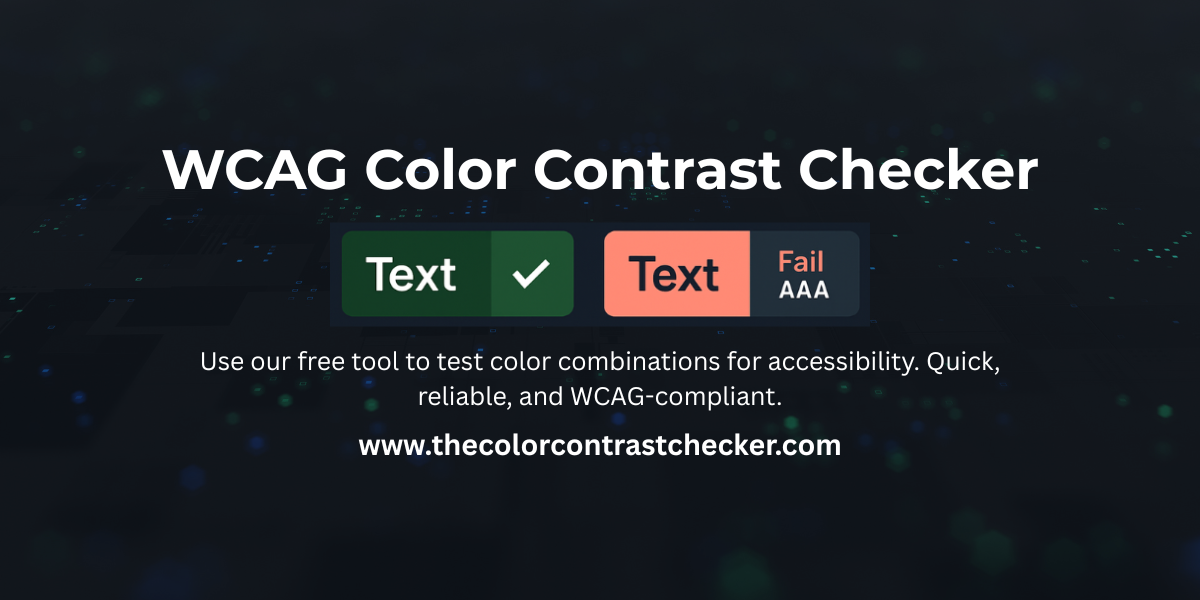 WCAG Color Contrast Checker
Text
Text
Fail
AAA
Use our free tool to test color combinations for accessibility. Quick,
reliable, and WCAG-compliant.
www.thecolorcontrastchecker.com